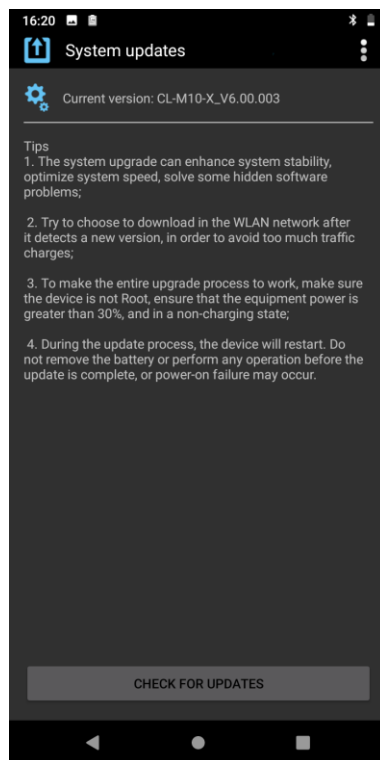 16:20
System updates
Current version: CL-M10-X_V6.00.003
Tips
1. The system upgrade can enhance system stability,
optimize system speed, solve some hidden software
problems;
2. Try to choose to download in the WLAN network after
it detects a new version, in order to avoid too much traffic
charges;
3. To make the entire upgrade process to work, make sure
the device is not Root, ensure that the equipment power is
greater than 30%, and in a non-charging state;
4. During the update process, the device will restart. Do
not remove the battery or perform any operation before the
update is complete, or power-on failure may occur.
CHECK FOR UPDATES